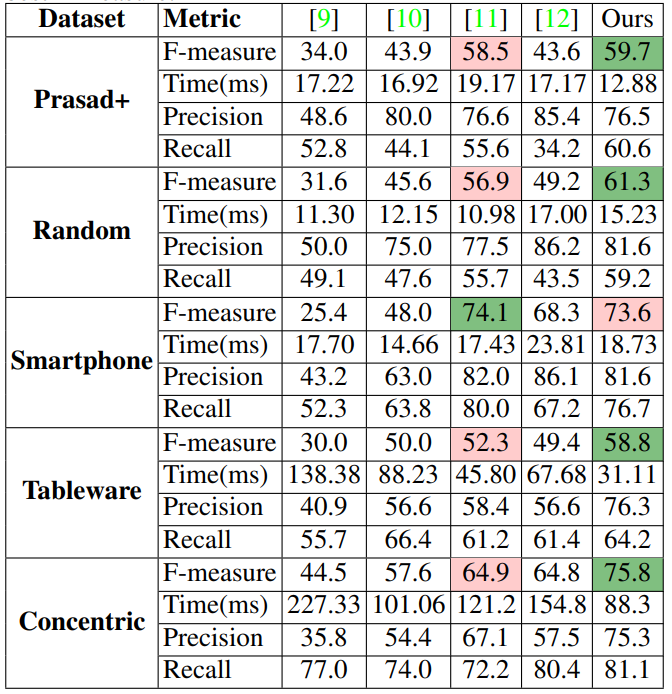 Dataset Metric [9] [10] [11] [12] Ours
Prasad+ F-measure 34.0 43.9 58.5 43.6 59.7
Time(ms) 17.22 16.92 19.17 17.17 12.88
Precision 48.6 80.0 76.6 85.4 76.5
Recall 52.8 44.1 55.6 34.2 60.6
Random F-measure 31.6 45.6 56.9 49.2 61.3
Time(ms) 11.30 12.15 10.98 17.00 15.23
Precision 50.0 75.0 77.5 86.2 81.6
Recall 49.1 47.6 55.7 43.5 59.2
Smartphone F-measure 25.4 48.0 74.1 68.3 73.6
Time(ms) 17.70 14.66 17.43 23.81 18.73
Precision 43.2 63.0 82.0 86.1 81.6
Recall 52.3 63.8 80.0 67.2 76.7
Tableware F-measure 30.0 50.0 52.3 49.4 58.8
Time(ms) 138.38 88.23 45.80 67.68 31.11
Precision 40.9 56.6 58.4 56.6 76.3
Recall 55.7 66.4 61.2 61.4 64.2
Concentric F-measure 44.5 57.6 64.9 64.8 75.8
Time(ms) 227.33 101.06 121.2 154.8 88.3
Precision 35.8 54.4 67.1 57.5 75.3
Recall 77.0 74.0 72.2 80.4 81.1